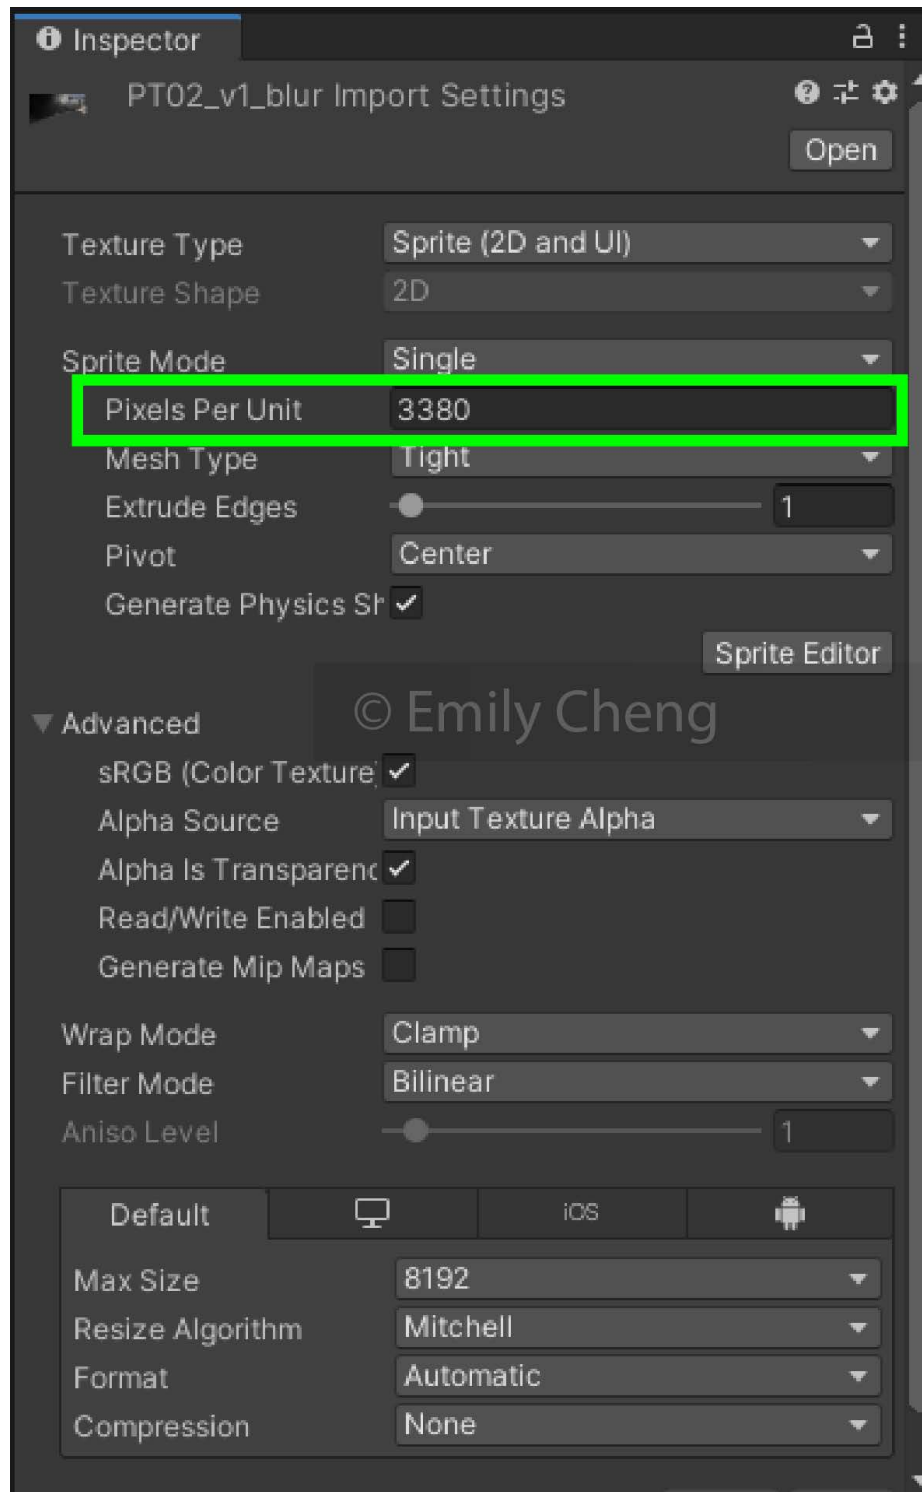 Inspector
PT02_v1_blur Import Settings
Open
Texture Type Sprite (2D and UI)
Texture Shape 2D
Sprite Mode Single
Pixels Per Unit 3380
Mesh Type Tight
Extrude Edges 1
Pivot Center
Generate Physics Sh
Sprite Editor
© Emily Cheng
Advanced
sRGB (Color Texture)
Alpha Source Input Texture Alpha
Alpha Is Transparenc
Read/Write Enabled
Generate Mip Maps
Wrap Mode Clamp
Filter Mode Bilinear
Aniso Level 1
Default iOS
Max Size 8192
Resize Algorithm Mitchell
Format Automatic
Compression None